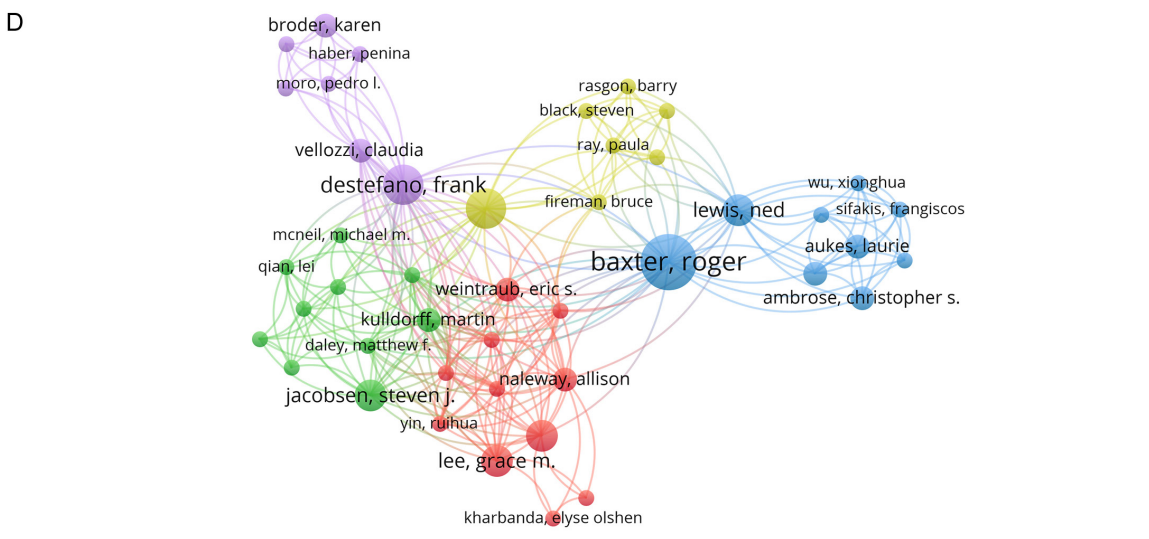 D
broder, karen
haber, penina
moro, pedro l.
rasgon, barry
black, steven
ray, paula
vellozzi, claudia
destefano, frank
wu, xionghua
fireman, bruce
lewis, ned
sifakis, frangiscos
mcneil, michael m.
aukes, laurie
qian, lei
baxter, roger
weintraub, eric s.
ambrose, christopher s.
kulldorff, martin
daley, matthew f.
naleway, allison
jacobsen, steven j.
yin, ruihua
lee, grace m.
kharbanda, elyse olshen